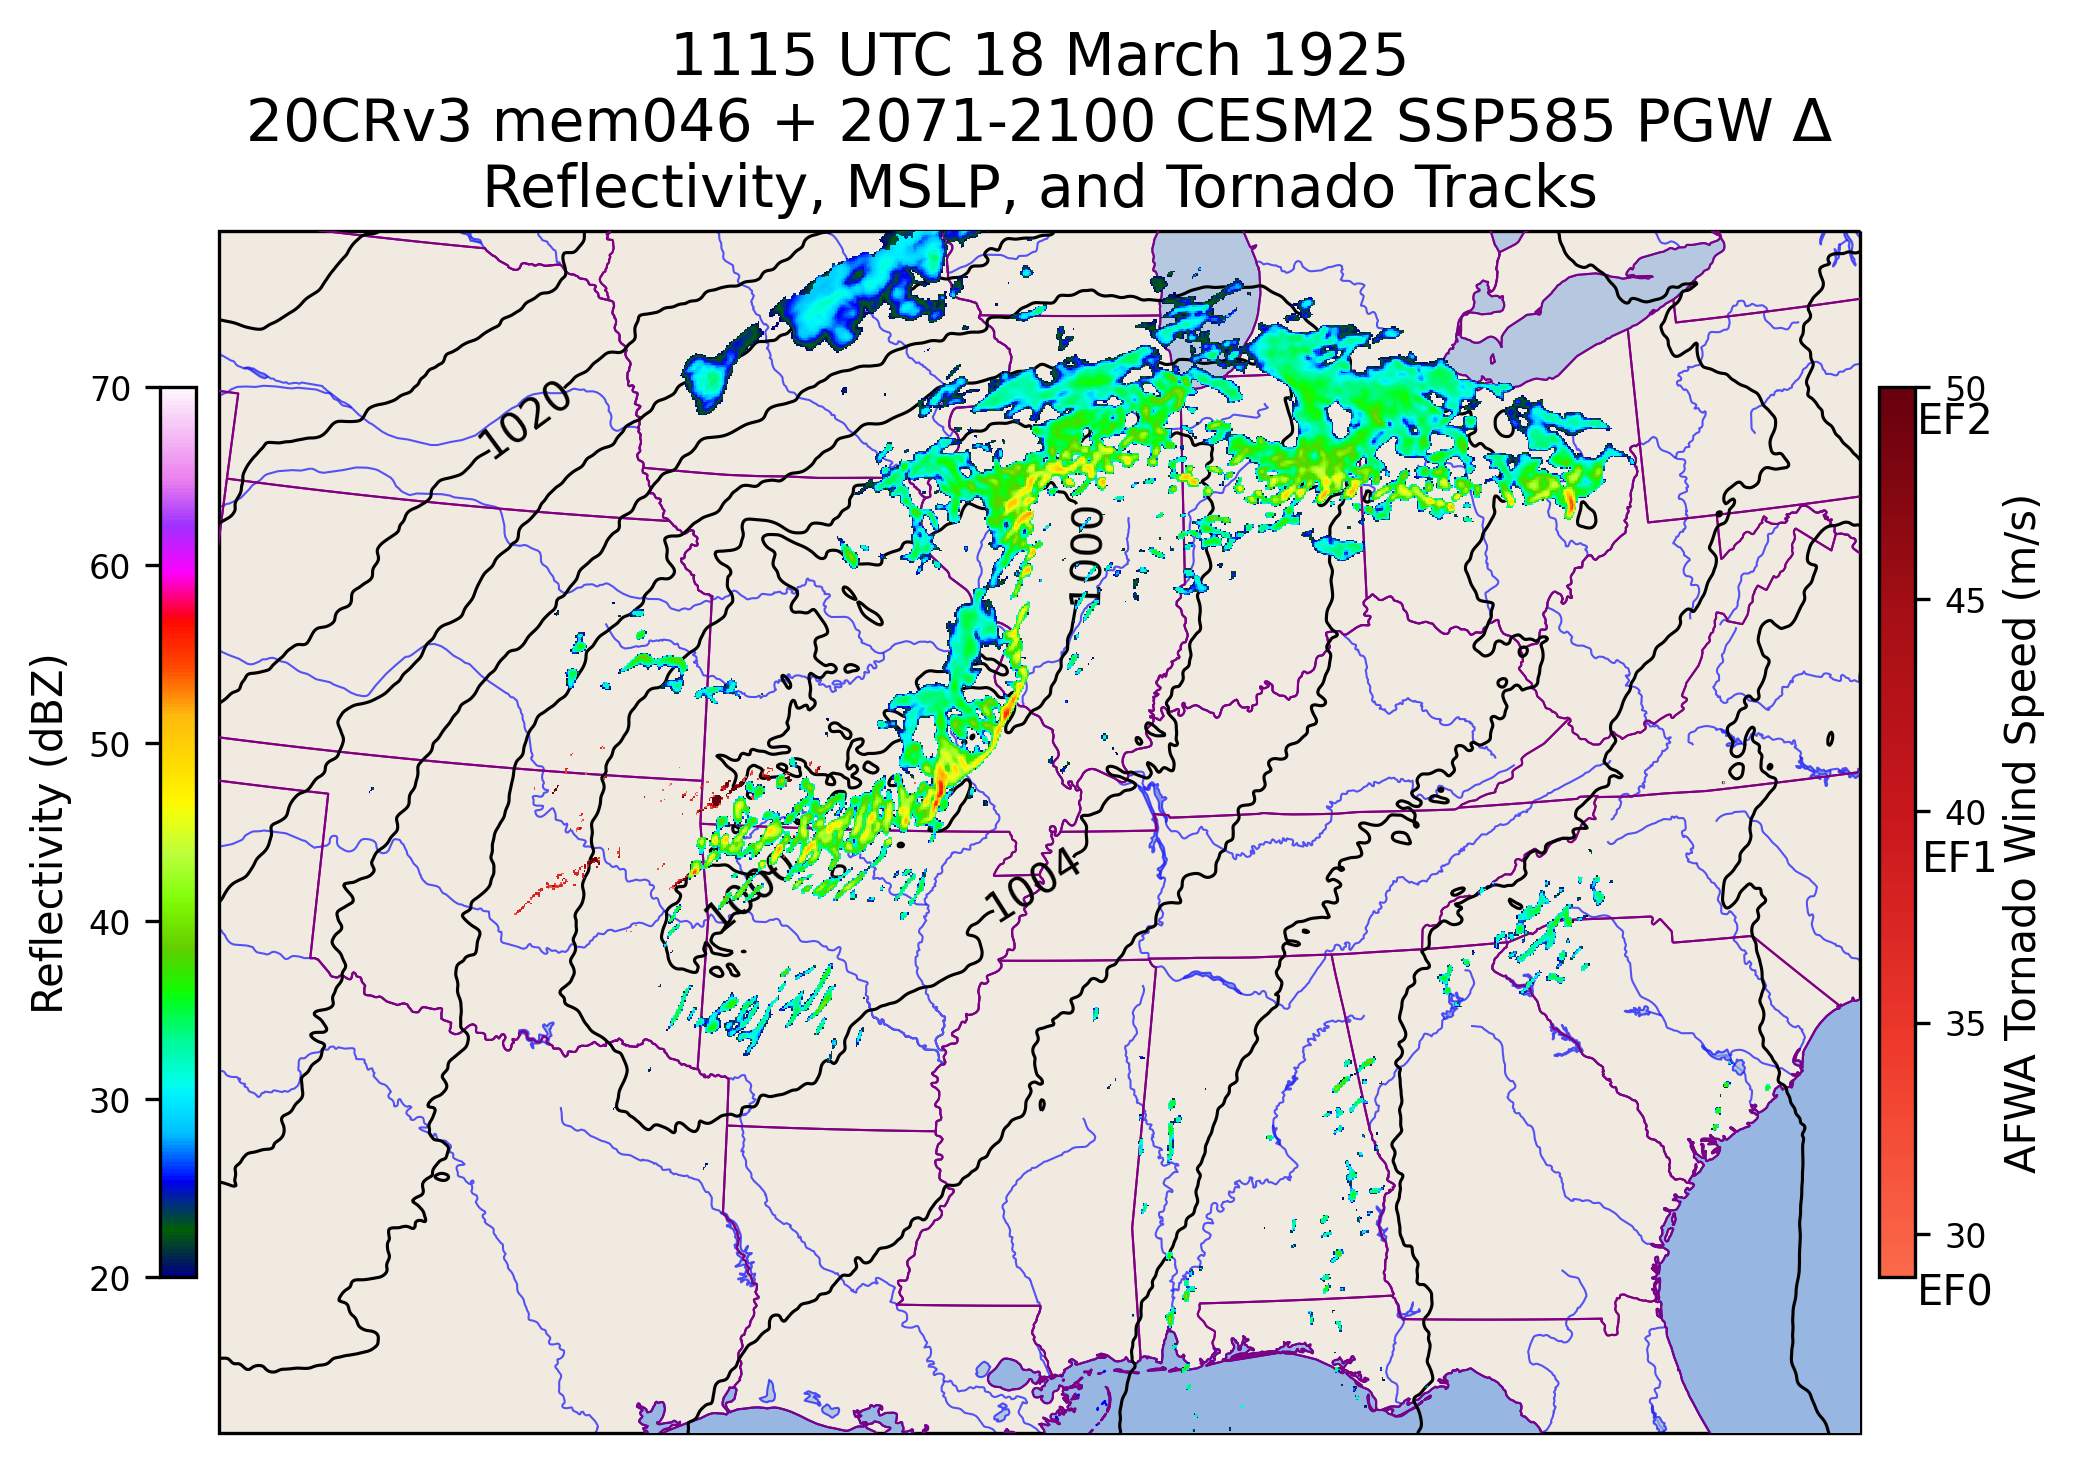 1115 UTC 18 March 1925
20CRv3 mem046 + 2071-2100 CESM2 SSP585 PGW Δ
Reflectivity, MSLP, and Tornado Tracks
Reflectivity (dBZ)
70
60
50
40
30
20
1020
1000
1000
1004
50
EF2
45
40
EF1
35
30
EF0
AFWA Tornado Wind Speed (m/s)